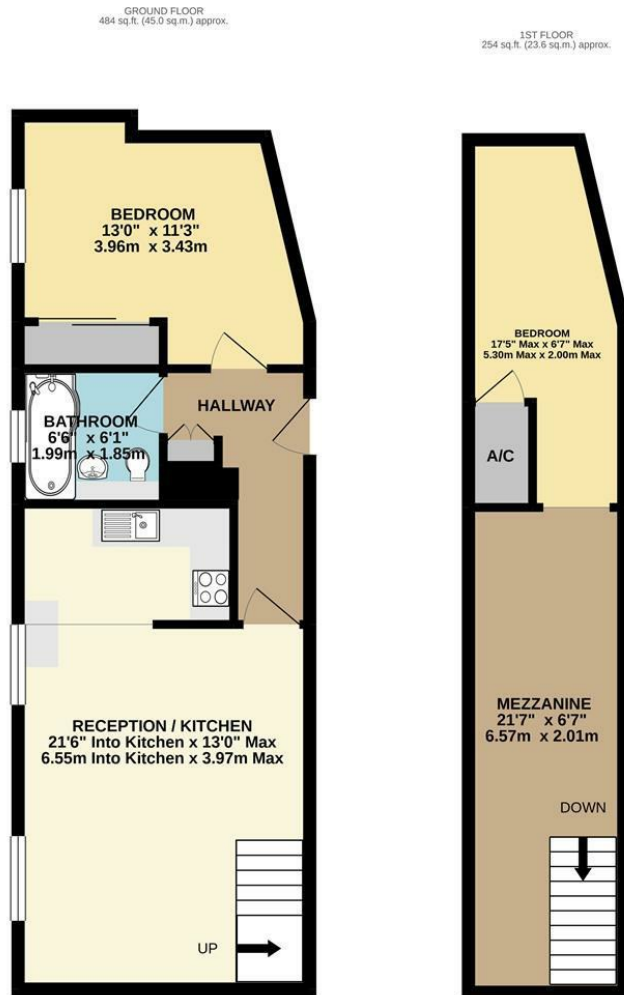 GROUND FLOOR
484 sq.ft. (45.0 sq.m.) approx.
BEDROOM
13'0" x 11'3"
3.96m x 3.43m
HALLWAY
BATHROOM
6'6" x 6'1"
1.99m x 1.85m
RECEPTION / KITCHEN
21'6" Into Kitchen x 13'0" Max
6.55m Into Kitchen x 3.97m Max
UP
1ST FLOOR
254 sq.ft. (23.6 sq.m.) approx.
BEDROOM
17'5" Max x 6'7" Max
5.30m Max x 2.00m Max
A/C
MEZZANINE
21'7" x 6'7"
6.57m x 2.01m
DOWN